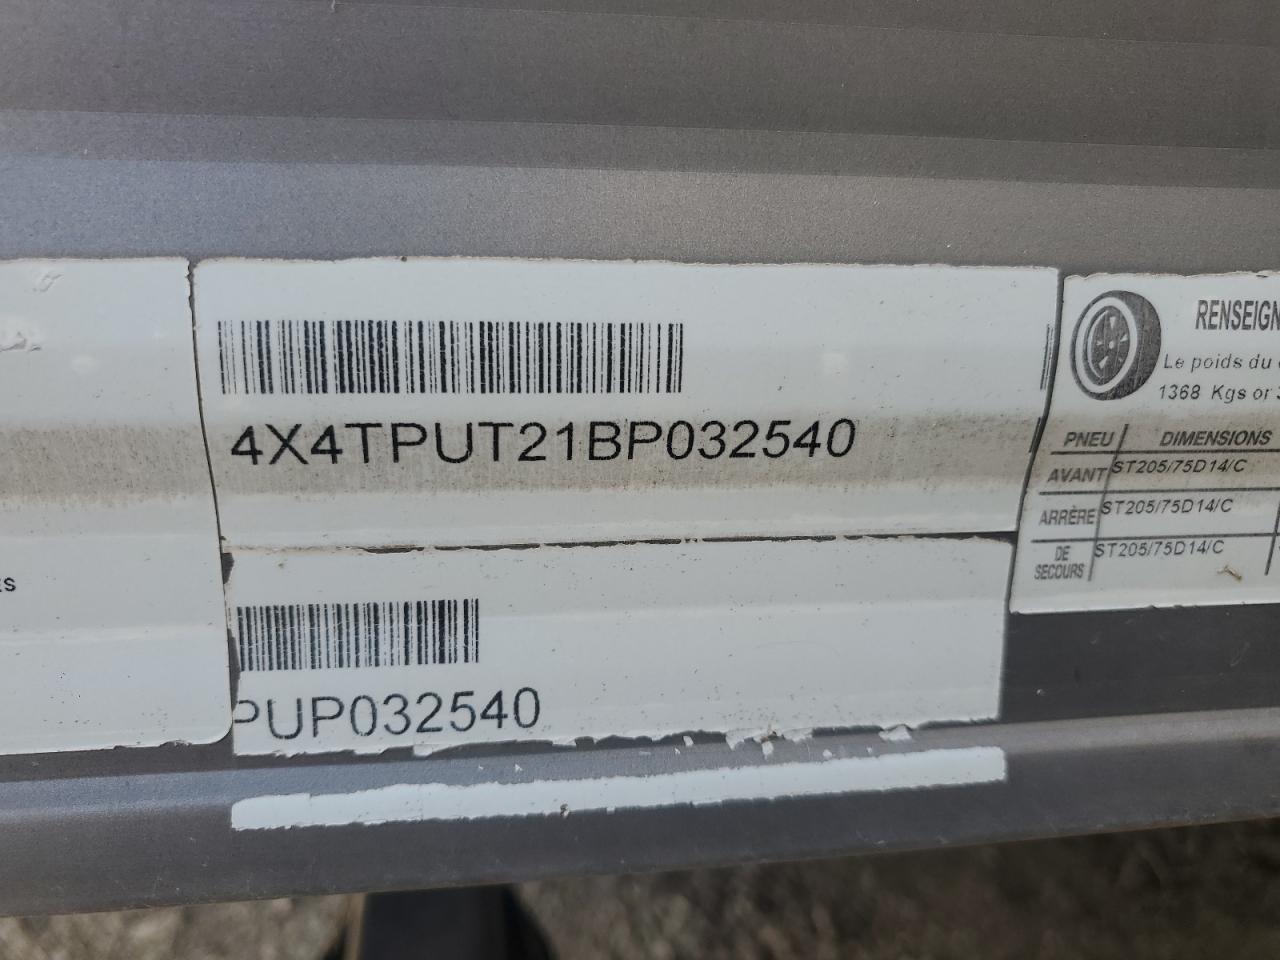 4X4TPUT21BP032540
PUP032540
RENSEIGN
Le poids du
1368 Kgs or
PNEU DIMENSIONS
AVANT ST205/75D14/C
ARRÈRE ST205/75D14/C
DE SECOURS ST205/75D14/C
ES